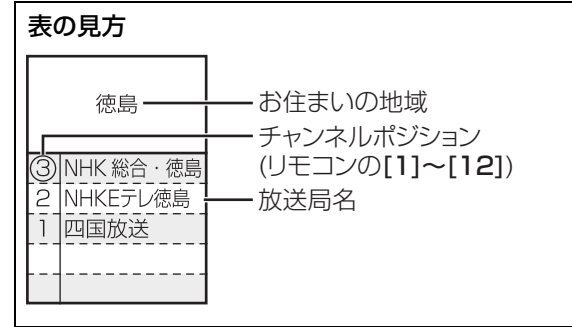 表の見方
徳島
お住まいの地域
チャンネルポジション
(リモコンの[1]~[12])
③ NHK 総合・徳島
2 NHKEテレ徳島
放送局名
1 四国放送